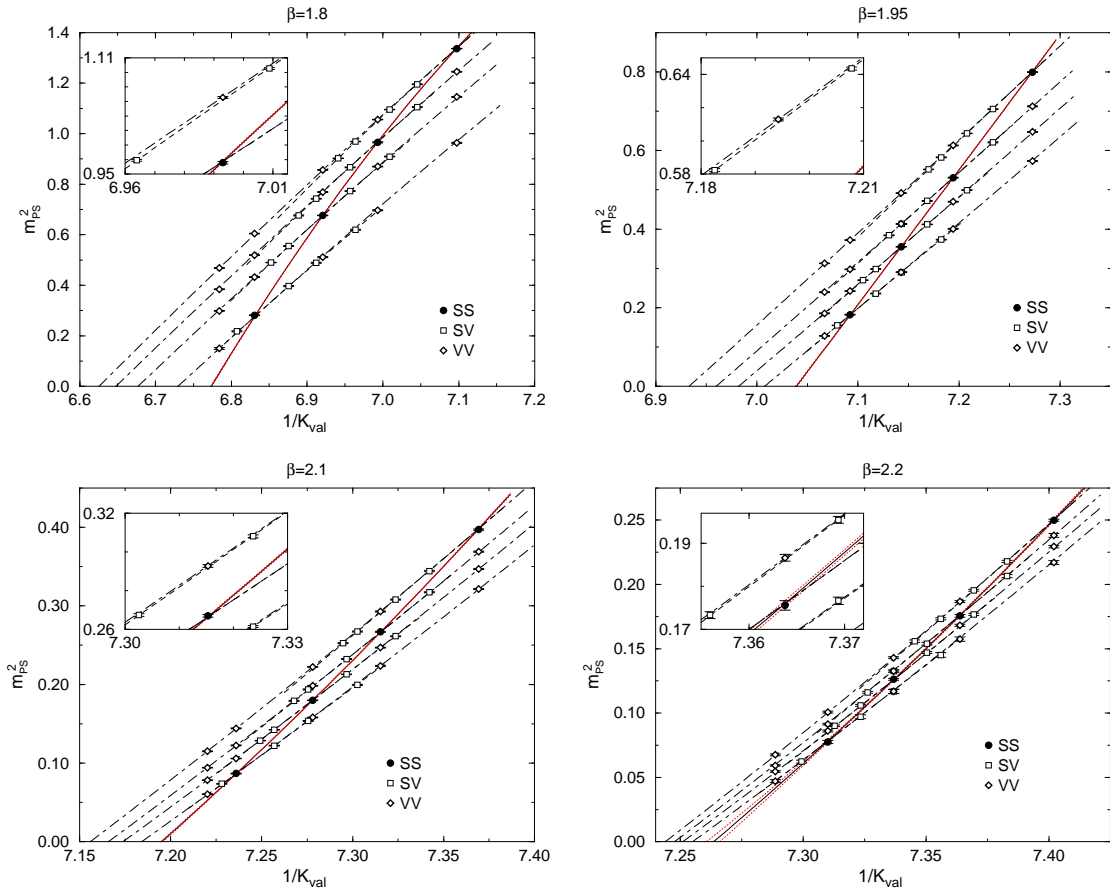 β=1.8
1.4
1.2
1.0
0.8
0.6
0.4
0.2
0.0
m²PS
6.6 6.7 6.8 6.9 7.0 7.1 7.2
1/Kval
1.11
0.95
6.96 7.01
SS
SV
VV
β=1.95
0.8
0.6
0.4
0.2
0.0
m²PS
6.9 7.0 7.1 7.2 7.3
1/Kval
0.64
0.58
7.18 7.21
SS
SV
VV
β=2.1
0.40
0.30
0.20
0.10
0.00
m²PS
7.15 7.20 7.25 7.30 7.35 7.40
1/Kval
0.32
0.26
7.30 7.33
SS
SV
VV
β=2.2
0.25
0.20
0.15
0.10
0.05
0.00
m²PS
7.25 7.30 7.35 7.40
1/Kval
0.19
0.17
7.36 7.37
SS
SV
VV